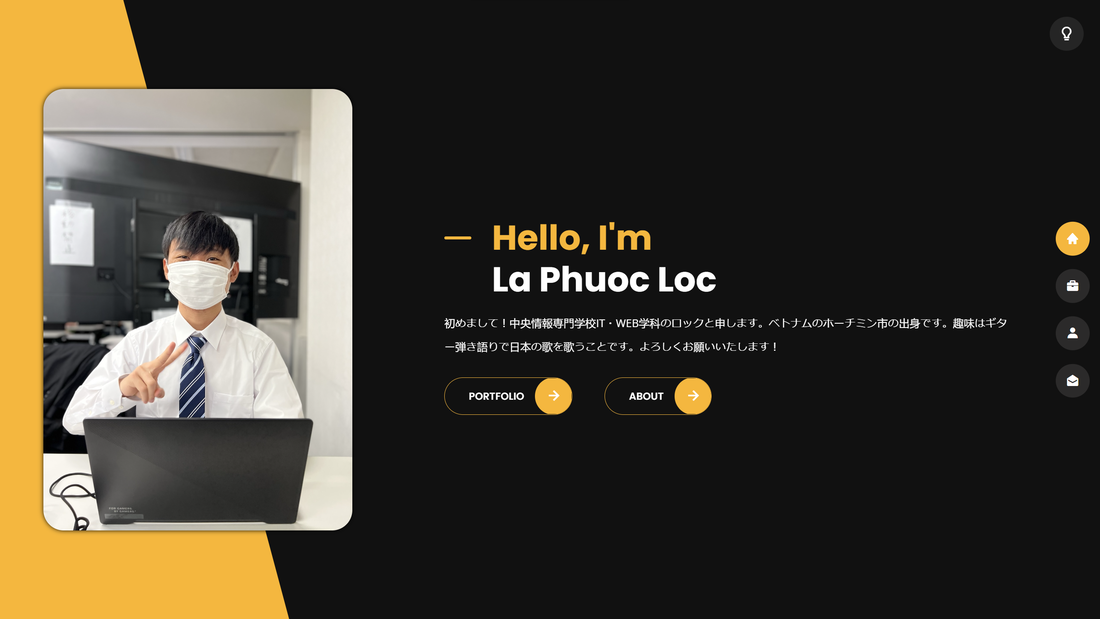 Hello, I'm
La Phuoc Loc
初めまして！中央情報専門学校IT・WEB学科のロックと申します。ベトナムのホーチミン市の出身です。趣味はギタ
ー弾き語りで日本の歌を歌うことです。よろしくお願いいたします！
PORTFOLIO
ABOUT